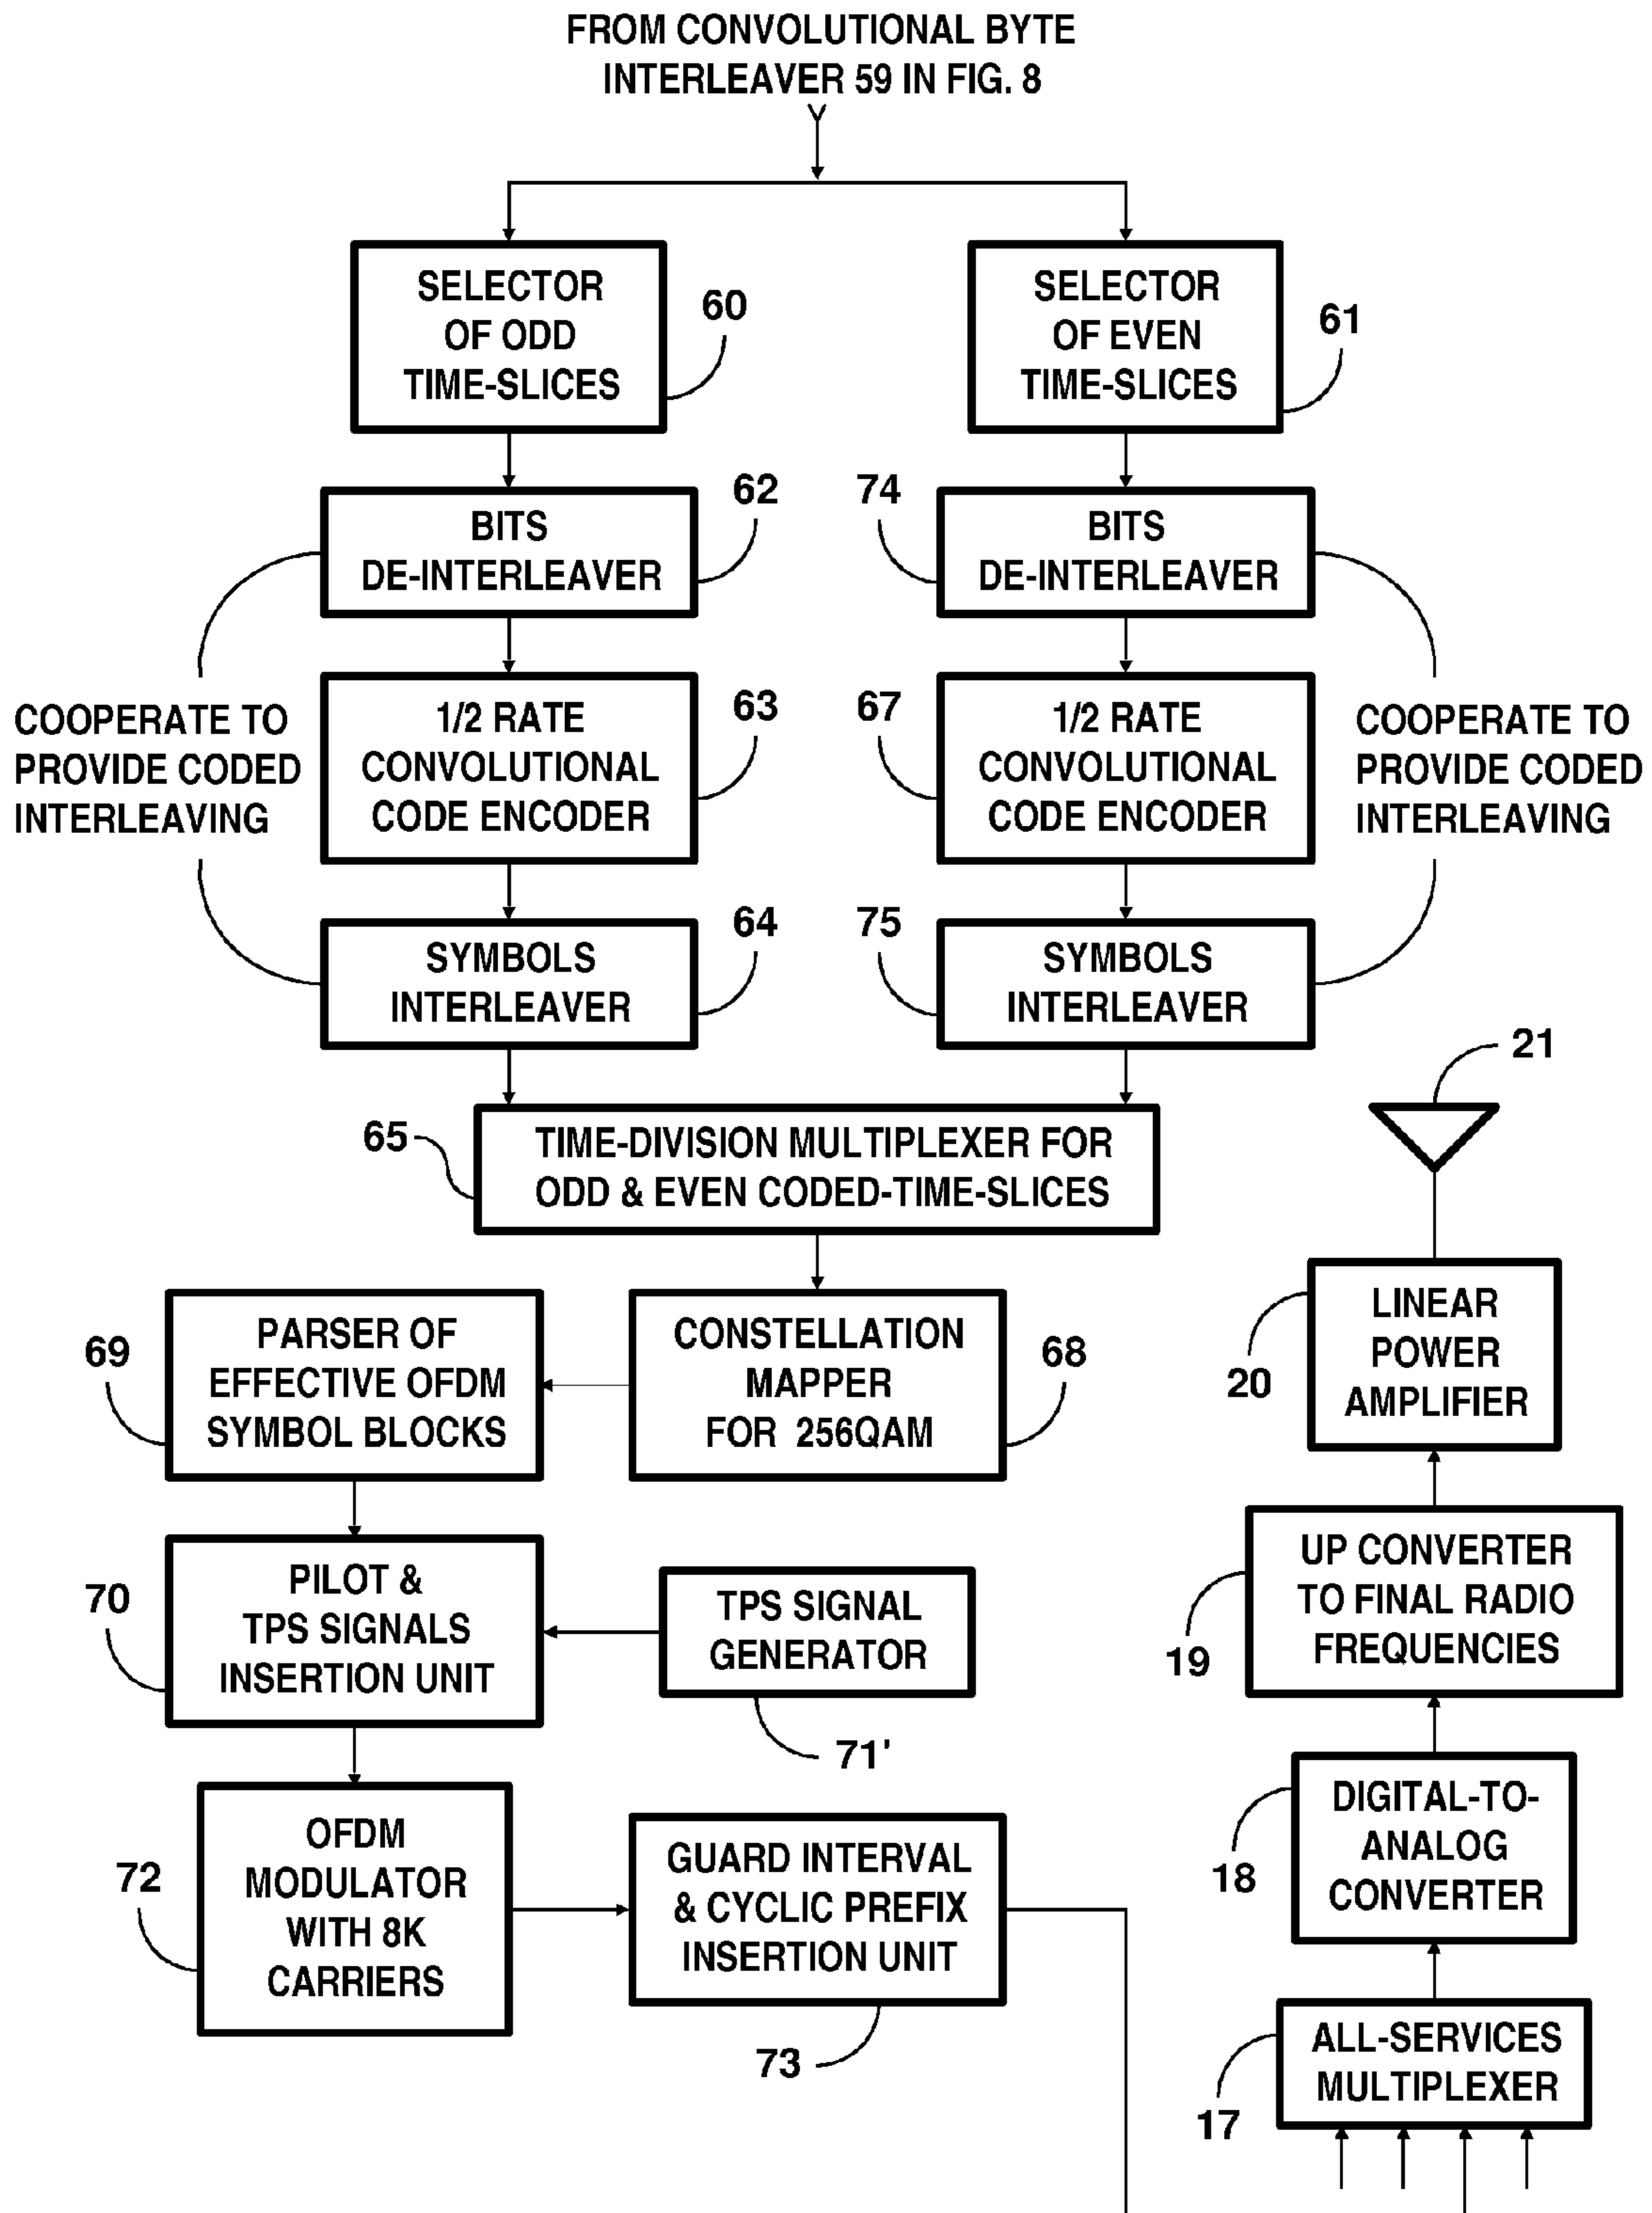 FROM CONVOLUTIONAL BYTE
INTERLEAVER 59 IN FIG. 8
SELECTOR
OF ODD
TIME-SLICES
60
SELECTOR
OF EVEN
TIME-SLICES
61
BITS
DE-INTERLEAVER
62
74
BITS
DE-INTERLEAVER
COOPERATE TO
PROVIDE CODED
INTERLEAVING
1/2 RATE
CONVOLUTIONAL
CODE ENCODER
63
67
1/2 RATE
CONVOLUTIONAL
CODE ENCODER
COOPERATE TO
PROVIDE CODED
INTERLEAVING
SYMBOLS
INTERLEAVER
64
75
SYMBOLS
INTERLEAVER
21
65
TIME-DIVISION MULTIPLEXER FOR
ODD & EVEN CODED-TIME-SLICES
69
PARSER OF
EFFECTIVE OFDM
SYMBOL BLOCKS
CONSTELLATION
MAPPER
FOR 256QAM
68
20
LINEAR
POWER
AMPLIFIER
70
PILOT &
TPS SIGNALS
INSERTION UNIT
TPS SIGNAL
GENERATOR
71'
19
UP CONVERTER
TO FINAL RADIO
FREQUENCIES
72
OFDM
MODULATOR
WITH 8K
CARRIERS
GUARD INTERVAL
& CYCLIC PREFIX
INSERTION UNIT
73
18
DIGITAL-TO-
ANALOG
CONVERTER
17
ALL-SERVICES
MULTIPLEXER